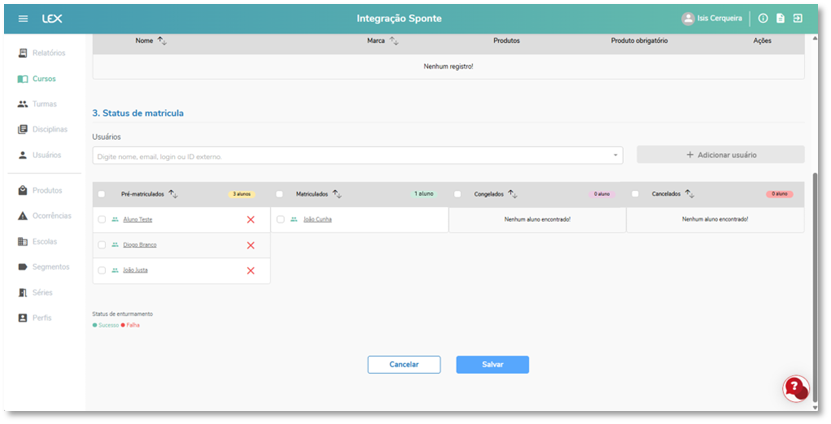 LEX
Integração Sponte
Isis Cerqueira
Relatórios
Cursos
Turmas
Disciplinas
Usuários
Produtos
Ocorrências
Escolas
Segmentos
Séries
Perfis
Nome Marca Produtos Produto obrigatório Ações
Nenhum registro!
3. Status de matricula
Usuários
Digite nome, email, login ou ID externo.
+ Adicionar usuário
Pré-matriculados 3 alunos Matriculados 1 aluno Congelados 0 aluno Cancelados 0 aluno
Aluno Teste João Cunha Nenhum aluno encontrado! Nenhum aluno encontrado!
Diogo Branco
João Justa
Status de enturmamento
Sucesso Falha
Cancelar Salvar
?